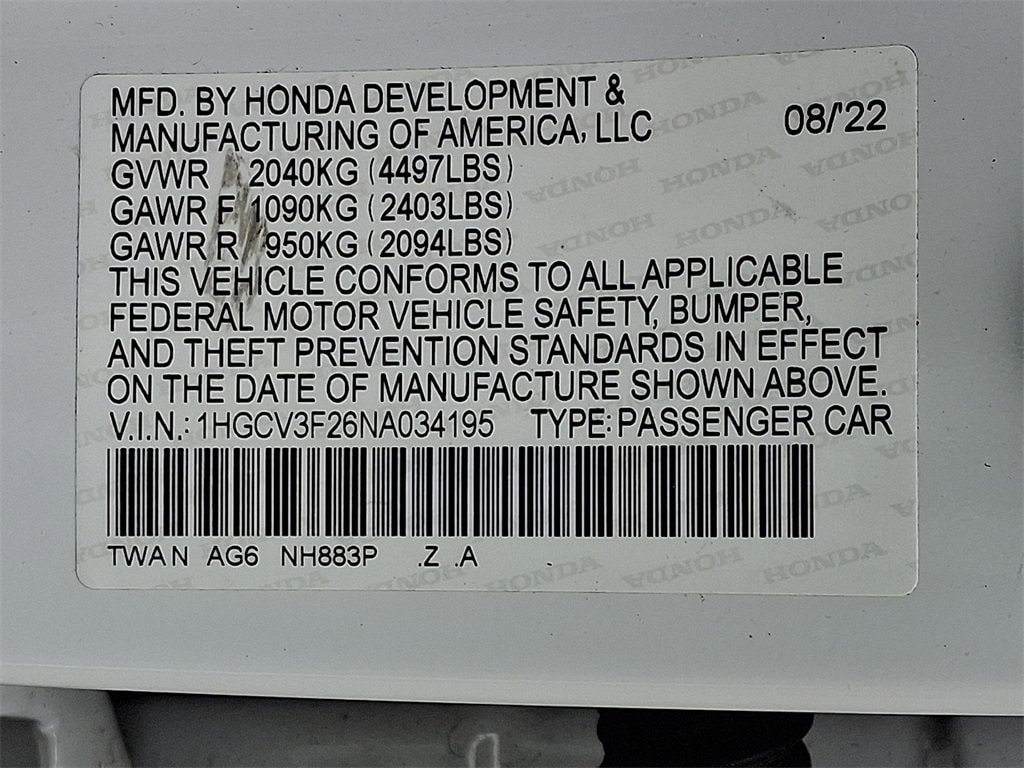 MFD. BY HONDA DEVELOPMENT &
MANUFACTURING OF AMERICA, LLC 08/'22
GVWR 2040KG (4497LBS)
GAWR F 1090KG (2403LBS)
GAWR R 950KG (2094LBS)
THIS VEHICLE CONFORMS TO ALL APPLICABLE
FEDERAL MOTOR VEHICLE SAFETY, BUMPER,
AND THEFT PREVENTION STANDARDS IN EFFECT
ON THE DATE OF MANUFACTURE SHOWN ABOVE.
V.I.N.: 1HGCV3F26NA034195 TYPE: PASSENGER CAR
TWAN AG6 NH883P .Z .A